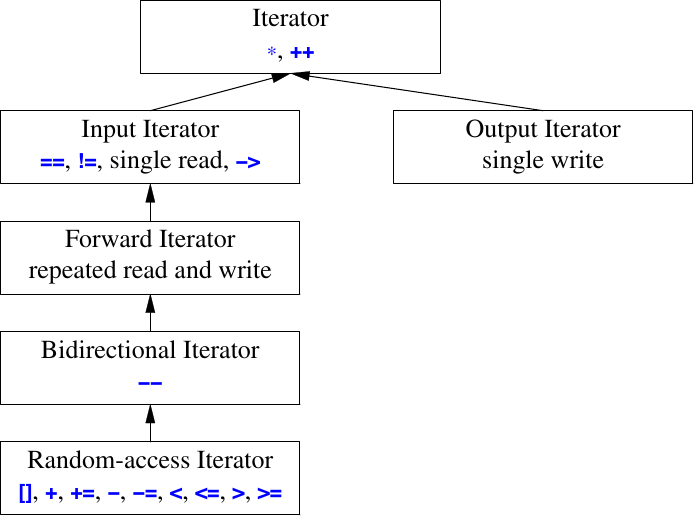 Iterator
*, ++
Input Iterator
==, !=, single read, −>
Output Iterator
single write
Forward Iterator
repeated read and write
Bidirectional Iterator
−−
Random-access Iterator
[], +, +=, −, −=, <, <=, >, >=